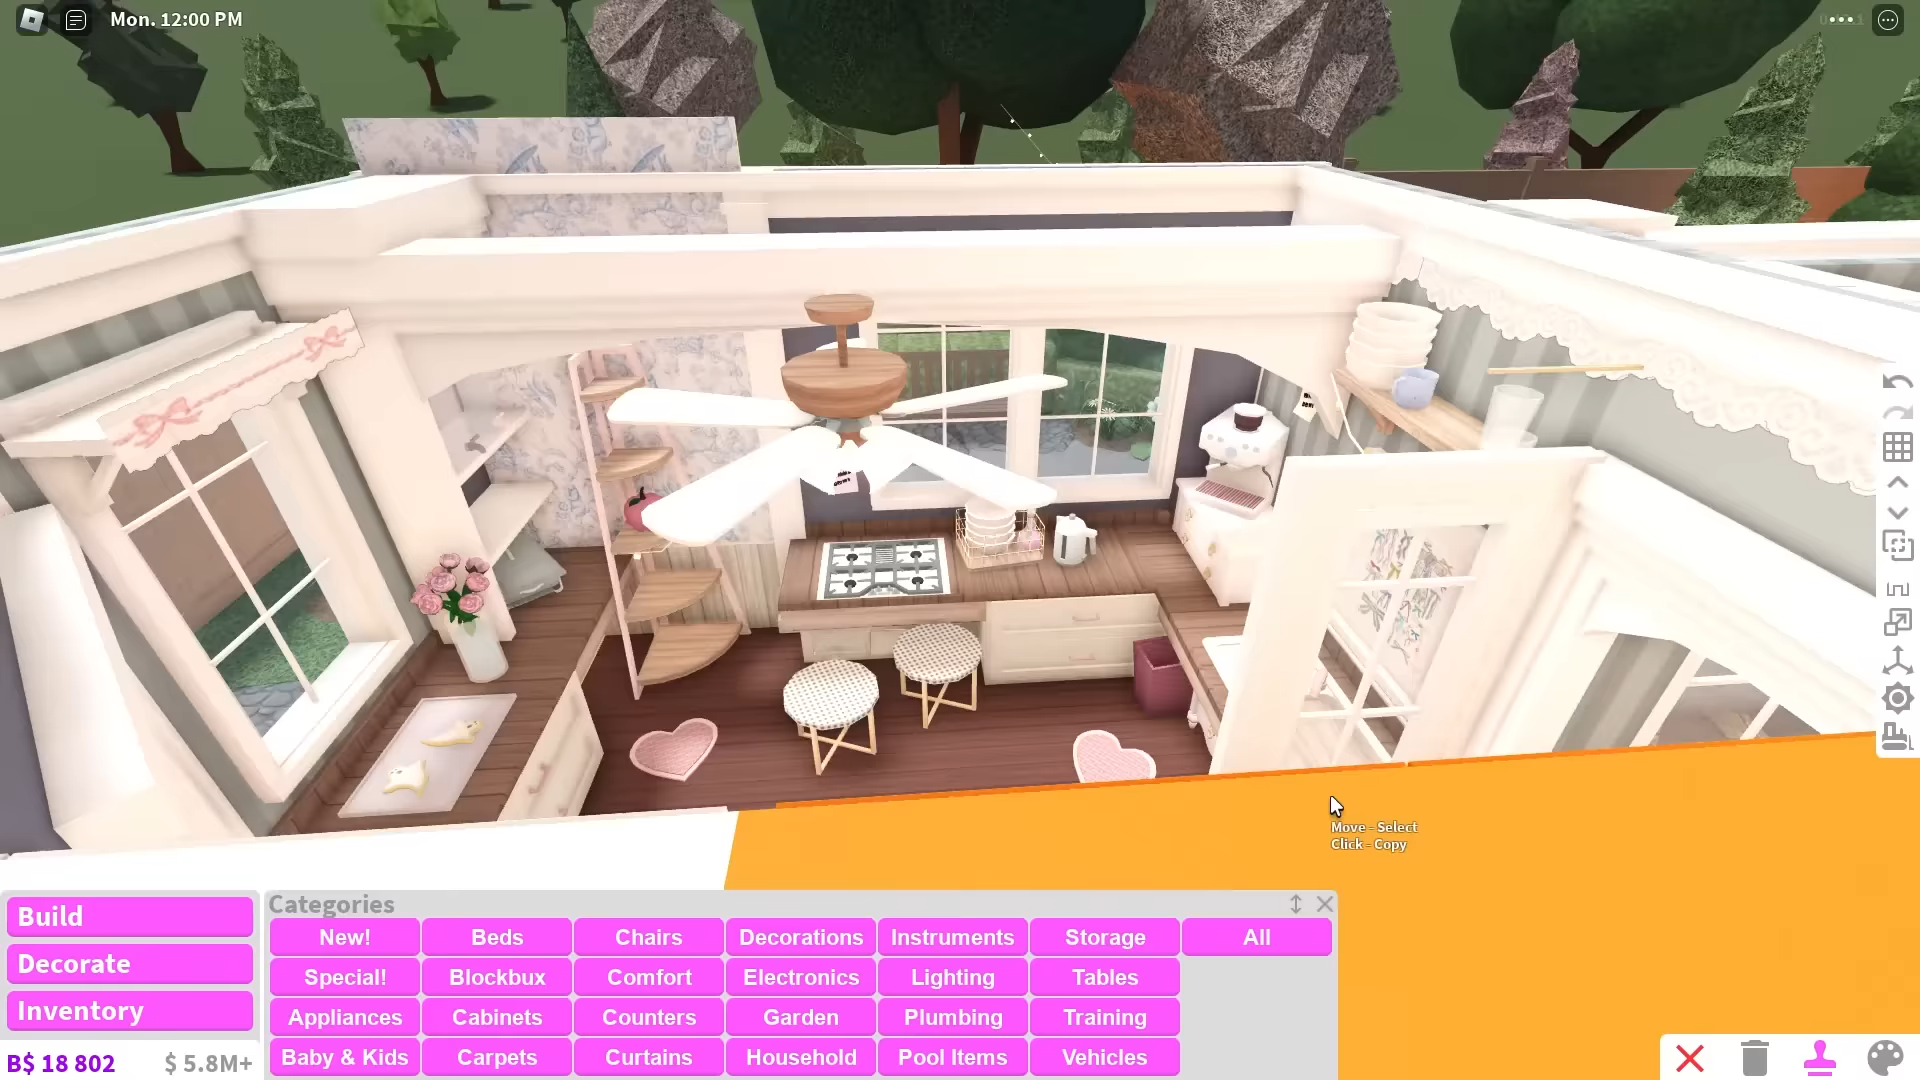 Mon. 12:00 PM
Move - Select
Click - Copy
Build
Decorate
Inventory
B$ 18 802
$ 5.8M+
Categories
New!
Beds
Chairs
Decorations
Instruments
Storage
All
Special!
Blockbux
Comfort
Electronics
Lighting
Tables
Appliances
Cabinets
Counters
Garden
Plumbing
Training
Baby & Kids
Carpets
Curtains
Household
Pool Items
Vehicles